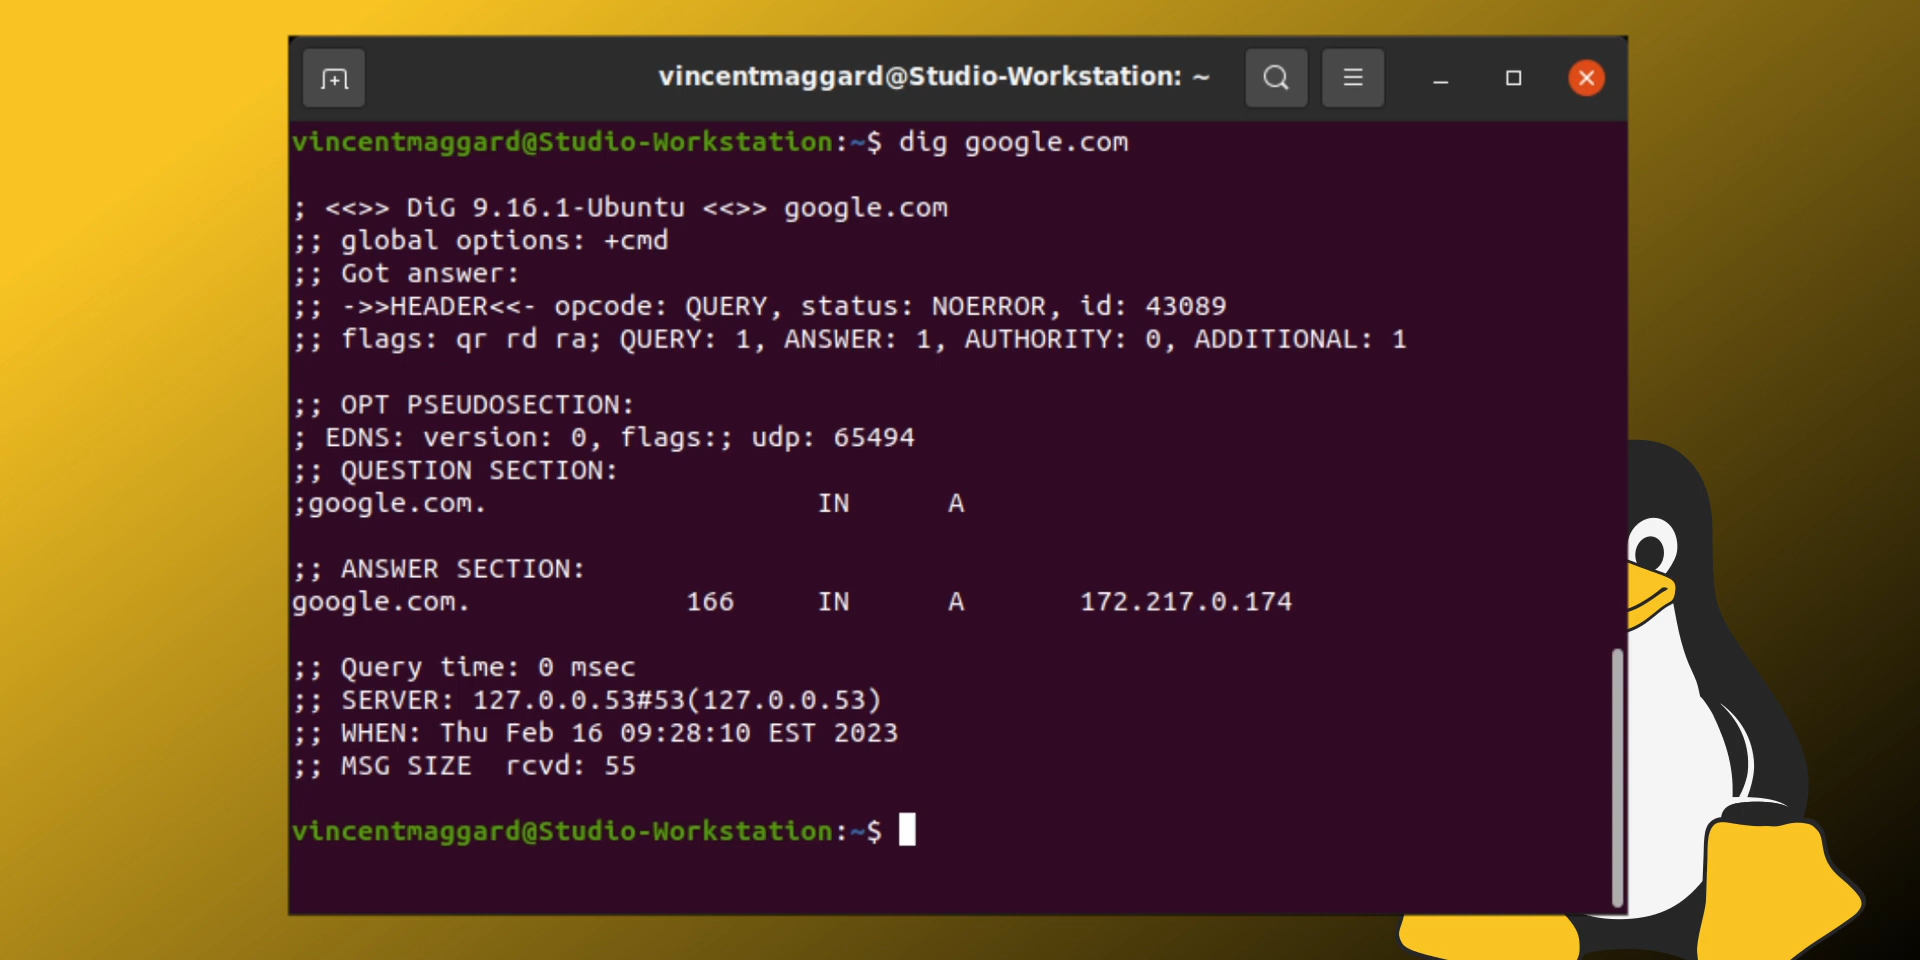 vincentmaggard@Studio-Workstation: ~
vincentmaggard@Studio-Workstation:~$ dig google.com
; <<>> DiG 9.16.1-Ubuntu <<>> google.com
;; global options: +cmd
;; Got answer:
;; ->>HEADER<<- opcode: QUERY, status: NOERROR, id: 43089
;; flags: qr rd ra; QUERY: 1, ANSWER: 1, AUTHORITY: 0, ADDITIONAL: 1
;; OPT PSEUDOSECTION:
; EDNS: version: 0, flags:; udp: 65494
;; QUESTION SECTION:
;google.com. IN A
;; ANSWER SECTION:
google.com. 166 IN A 172.217.0.174
;; Query time: 0 msec
;; SERVER: 127.0.0.53#53(127.0.0.53)
;; WHEN: Thu Feb 16 09:28:10 EST 2023
;; MSG SIZE  rcvd: 55
vincentmaggard@Studio-Workstation:~$